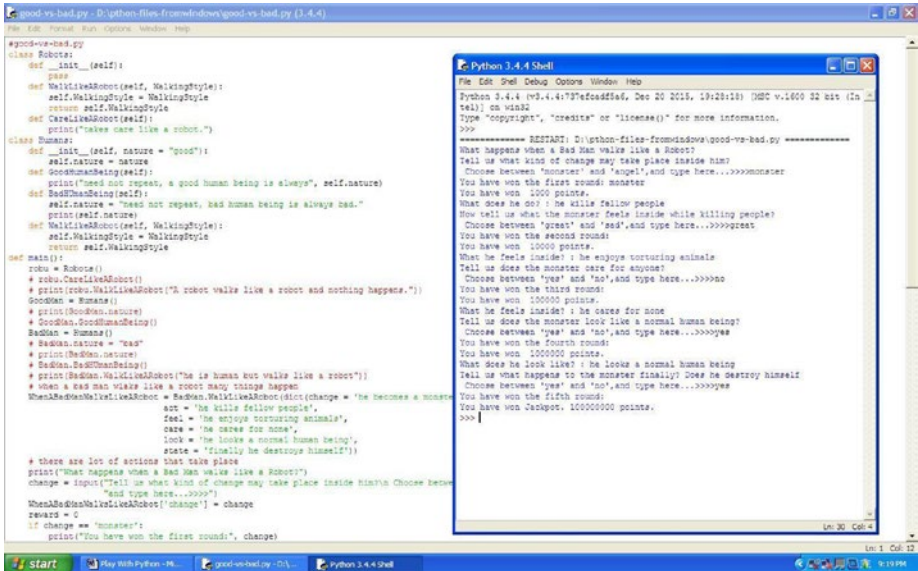 good-vs-bad.py - D:\pthon-files-fromwindows\good-vs-bad.py (3.4.4)
File Edit Format Run Options Window Help
#good-vs-bad.py
class Robots:
def __init__(self):
pass
def WalkLikeARobot(self, WalkingStyle):
self.WalkingStyle = WalkingStyle
return self.WalkingStyle
def CareLikeARobot(self):
print("takes care like a robot.")
class Humans:
def __init__(self, nature = "good"):
self.nature = nature
def GoodHumanBeing(self):
print("need not repeat, a good human being is always", self.nature)
def BadHUmanBeing(self):
self.nature = "need not repeat, bad human being is always bad."
print(self.nature)
def WalkLikeARobot(self, WalkingStyle):
self.WalkingStyle = WalkingStyle
return self.WalkingStyle
def main():
robu = Robots()
# robu.CareLikeARobot()
# print(robu.WalkLikeARobot("A robot walks like a robot and nothing happens."))
GoodMan = Humans()
# print(GoodMan.nature)
# GoodMan.GoodHumanBeing()
BadMan = Humans()
# BadMan.nature = "bad"
# print(BadMan.nature)
# BadMan.BadHUmanBeing()
# print(BadMan.WalkLikeARobot("he is human but walks like a robot"))
# when a bad man wlaks like a robot many things happen
WhenABadManWalksLikeARobot = BadMan.WalkLikeARobot(dict(change = 'he becomes a monste
act = 'he kills fellow people',
feel = 'he enjoys torturing animals',
care = 'he cares for none',
look = 'he looks a normal human being',
state = 'finally he destroys himself'))
# there are lot of actions that take place
print("What happens when a Bad Man walks like a Robot?")
change = input("Tell us what kind of change may take place inside him?\n Choose betwe
"and type here...>>>>")
WhenABadManWalksLikeARobot['change'] = change
reward = 0
if change == 'monster':
print("You have won the first round:", change)
Python 3.4.4 Shell
File Edit Shell Debug Options Window Help
Python 3.4.4 (v3.4.4:737efcadf5a6, Dec 20 2015, 19:28:18) [MSC v.1600 32 bit (In
tel)] on win32
Type "copyright", "credits" or "license()" for more information.
>>>
============= RESTART: D:\pthon-files-fromwindows\good-vs-bad.py =============
What happens when a Bad Man walks like a Robot?
Tell us what kind of change may take place inside him?
Choose between 'monster' and 'angel',and type here...>>>>monster
You have won the first round: monster
You have won 1000 points.
What does he do? : he kills fellow people
Now tell us what the monster feels inside while killing people?
Choose between 'great' and 'sad',and type here...>>>>great
You have won the second round:
You have won 10000 points.
What he feels inside? : he enjoys torturing animals
Tell us does the monster care for anyone?
Choose between 'yes' and 'no',and type here...>>>>no
You have won the third round:
You have won 100000 points.
What he feels inside? : he cares for none
Tell us does the monster look like a normal human being?
Choose between 'yes' and 'no',and type here...>>>>yes
You have won the fourth round:
You have won 1000000 points.
What does he look like? : he looks a normal human being
Tell us what happens to the monster finally? Does he destroy himself
Choose between 'yes' and 'no',and type here...>>>>yes
You have won the fifth round:
You have won Jackpot. 100000000 points.
>>>
Ln: 30 Col: 4
Ln: 1 Col: 12
start
Play With Python - M...
good-vs-bad.py - D:\...
Python 3.4.4 Shell
9:19 PM